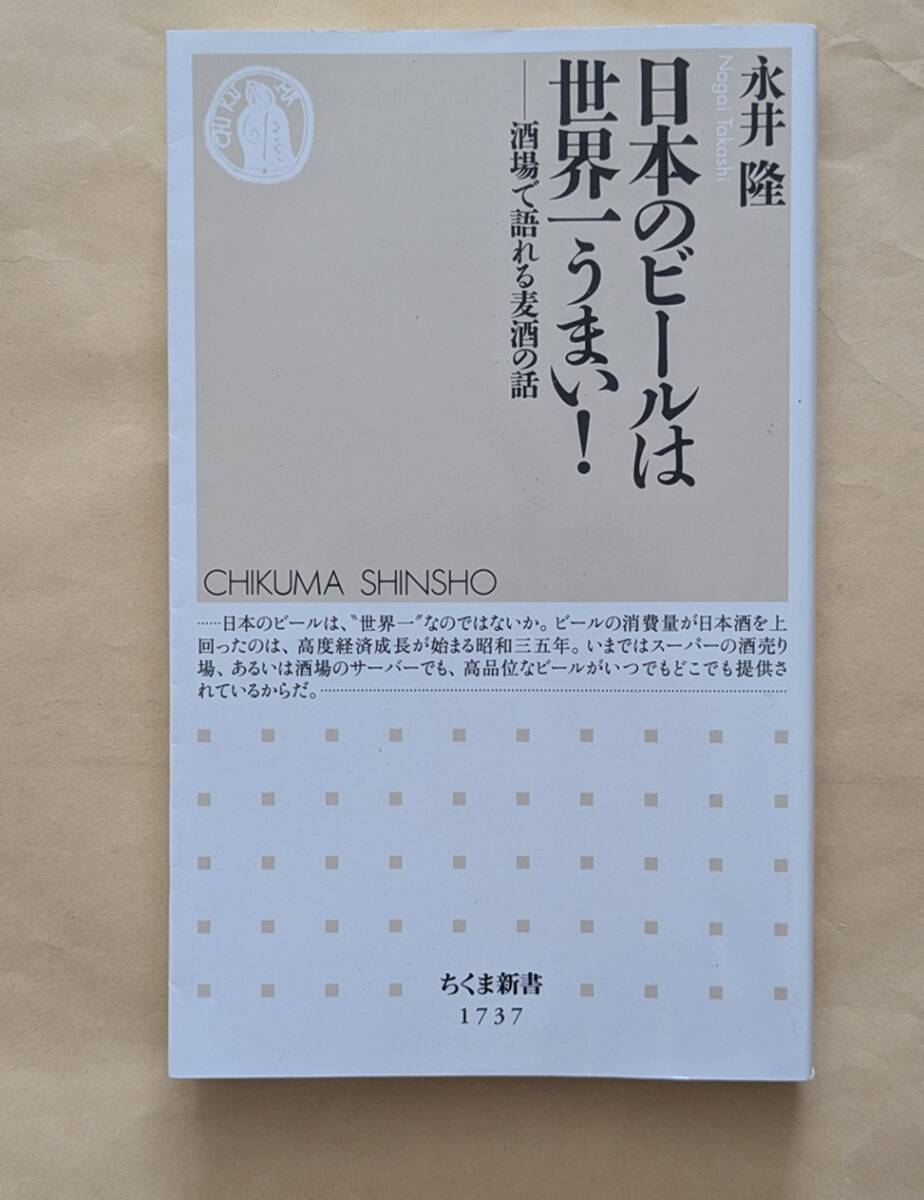 永井 隆
Nagai Takashi
日本のビールは
世界一うまい!
――酒場で語れる麦酒の話
CHIKUMA
CHIKUMA SHINSHO
……日本のビールは、〝世界一〟なのではないか。ビールの消費量が日本酒を上
回ったのは、高度経済成長が始まる昭和三五年。いまではスーパーの酒売り
場、あるいは酒場のサーバーでも、高品位なビールがいつでもどこでも提供さ
れているからだ。……
ちくま新書
1737